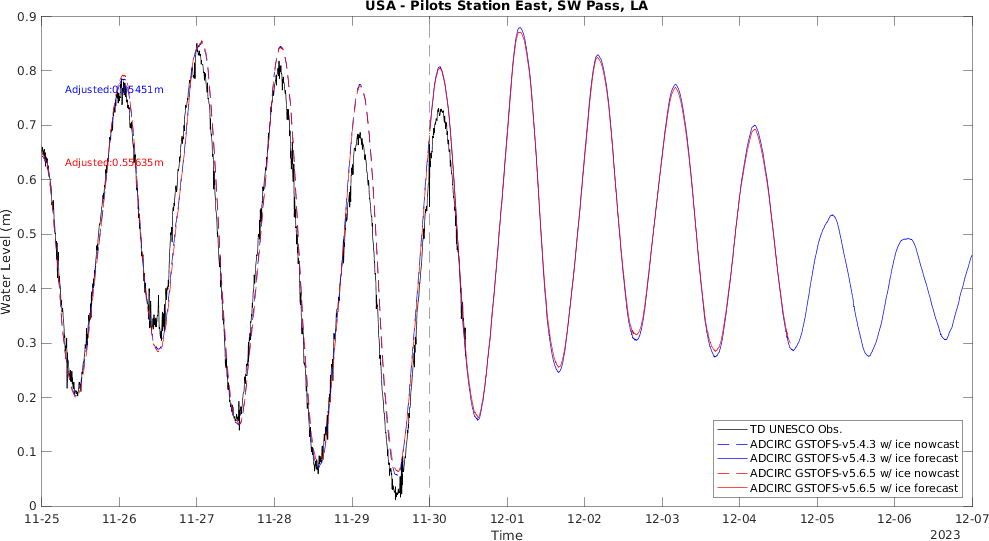 USA - Pilots Station East, SW Pass, LA
0.9
0.8
0.7
0.6
0.5
0.4
0.3
0.2
0.1
0
Water Level (m)
Adjusted:0.55451m
Adjusted:0.55635m
TD UNESCO Obs.
ADCIRC GSTOFS-v5.4.3 w/ ice nowcast
ADCIRC GSTOFS-v5.4.3 w/ ice forecast
ADCIRC GSTOFS-v5.6.5 w/ ice nowcast
ADCIRC GSTOFS-v5.6.5 w/ ice forecast
11-25 11-26 11-27 11-28 11-29 11-30 12-01 12-02 12-03 12-04 12-05 12-06 12-07
Time
2023